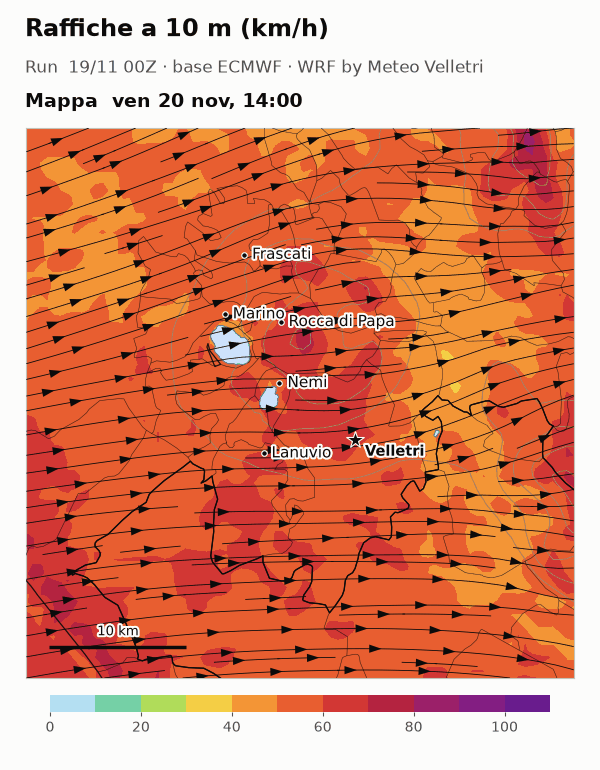 Raffiche a 10 m (km/h)
Run  19/11 00Z · base ECMWF · WRF by Meteo Velletri
Mappa  ven 20 nov, 14:00
Frascati
Marino
Rocca di Papa
Nemi
Velletri
Lanuvio
10 km
0 20 40 60 80 100